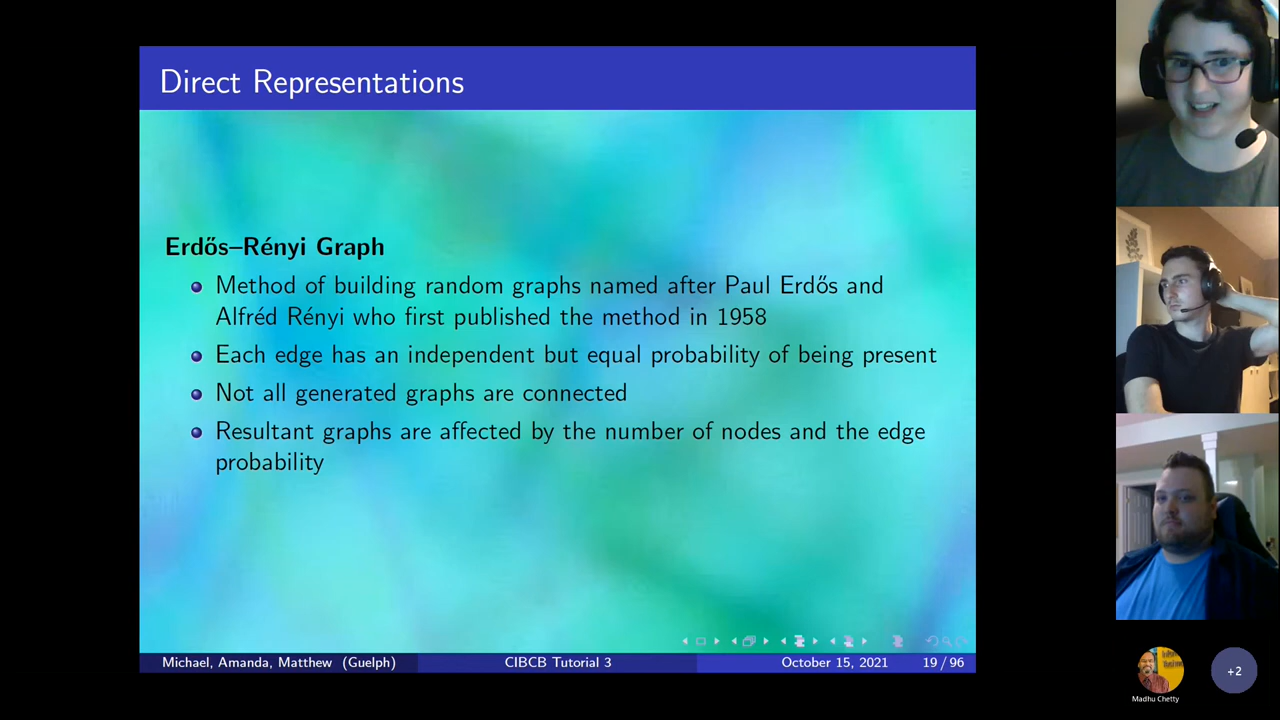 Direct Representations
Erdős–Rényi Graph
Method of building random graphs named after Paul Erdős and
Alfréd Rényi who first published the method in 1958
Each edge has an independent but equal probability of being present
Not all generated graphs are connected
Resultant graphs are affected by the number of nodes and the edge
probability
Michael, Amanda, Matthew (Guelph) CIBCB Tutorial 3 October 15, 2021 19 / 96
Madhu Chetty
+2